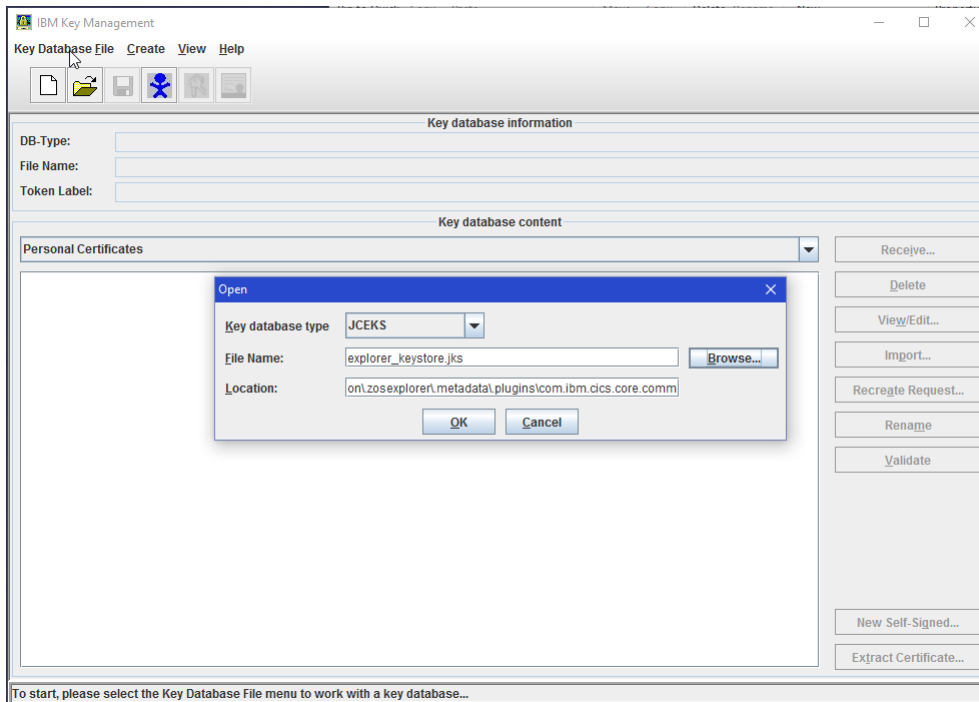 IBM Key Management
Key Database File Create View Help
Key database information
DB-Type:
File Name:
Token Label:
Key database content
Personal Certificates
Receive...
Delete
View/Edit...
Import...
Recreate Request...
Rename
Validate
New Self-Signed...
Extract Certificate...
Open
Key database type JCEKS
File Name: explorer_keystore.jks Browse...
Location: on\zosexplorer\.metadata\.plugins\com.ibm.cics.core.comm
OK Cancel
To start, please select the Key Database File menu to work with a key database...